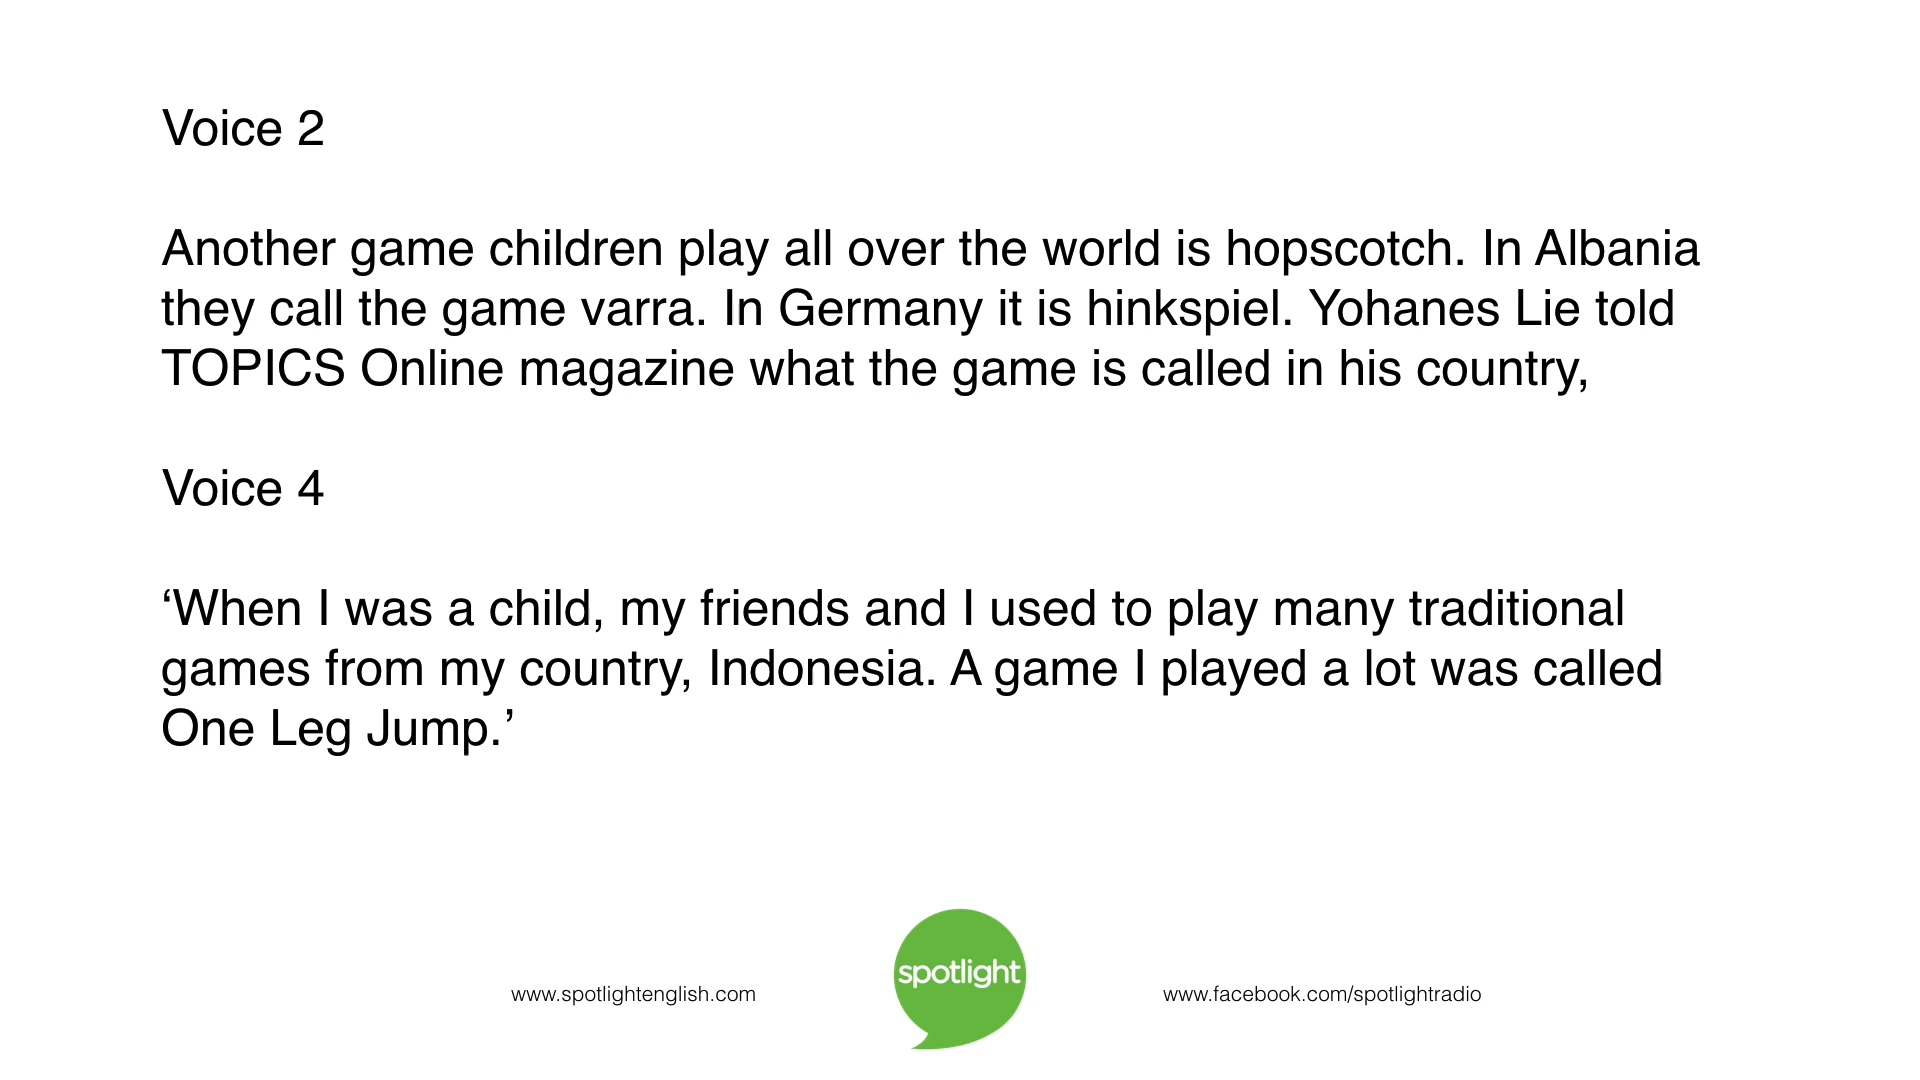 Voice 2
Another game children play all over the world is hopscotch. In Albania
they call the game varra. In Germany it is hinkspiel. Yohanes Lie told
TOPICS Online magazine what the game is called in his country,
Voice 4
‘When I was a child, my friends and I used to play many traditional
games from my country, Indonesia. A game I played a lot was called
One Leg Jump.’
www.spotlightenglish.com
spotlight
www.facebook.com/spotlightradio